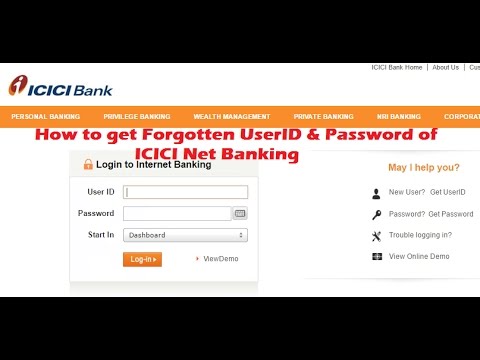 ICICI Bank Home | About Us | Cus
ICICI Bank
PERSONAL BANKING PRIVILEGE BANKING WEALTH MANAGEMENT PRIVATE BANKING NRI BANKING CORPORAT
How to get Forgotten UserID & Password of
ICICI Net Banking
Login to Internet Banking
May I help you?
User ID
New User? Get UserID
Password
Password? Get Password
Start In Dashboard
Trouble logging in?
Log-in ViewDemo
View Online Demo